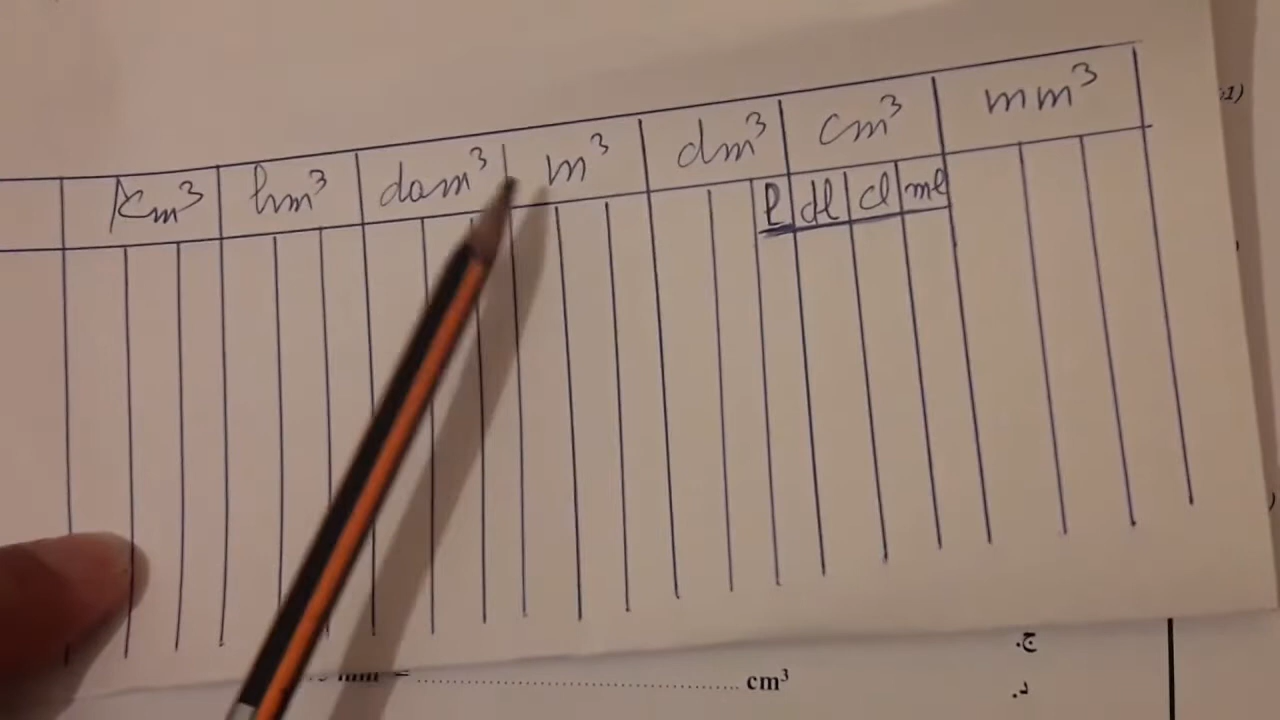 km³ hm³ dam³ m³ dm³ cm³ mm³
l dl cl ml
cm³
ج.
د.